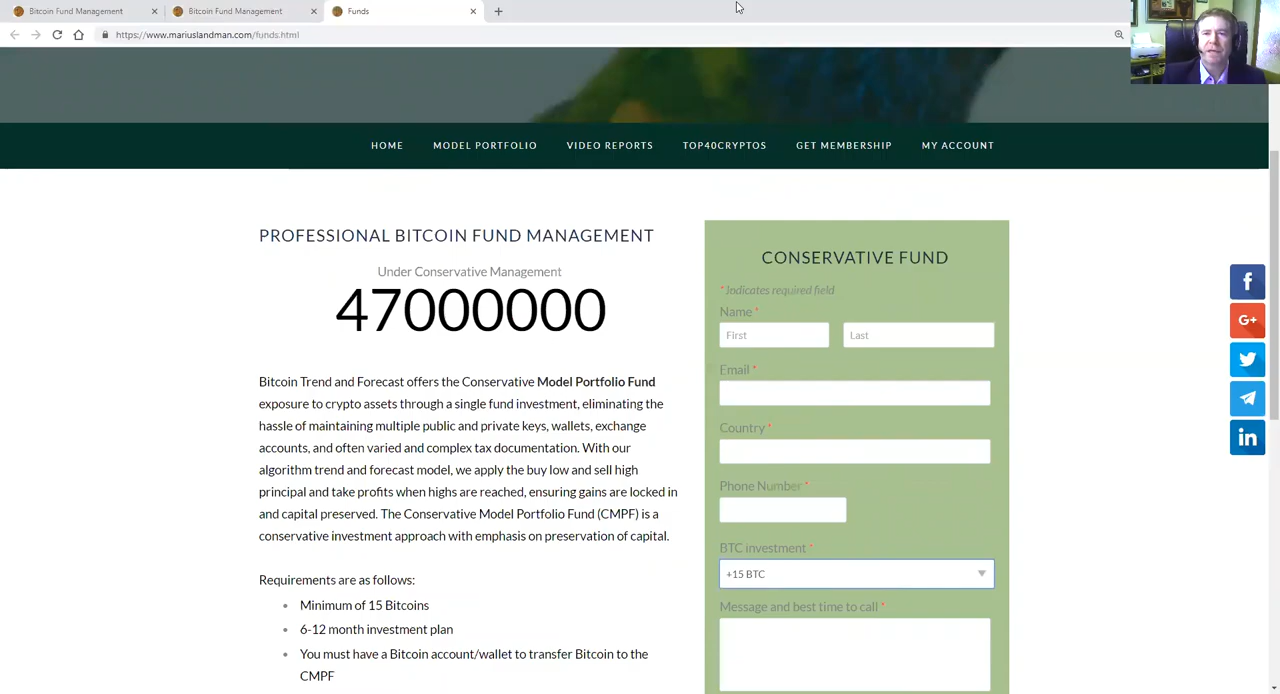 Bitcoin Fund Management
Bitcoin Fund Management
Funds
https://www.mariuslandman.com/funds.html
HOME
MODEL PORTFOLIO
VIDEO REPORTS
TOP40CRYPTOS
GET MEMBERSHIP
MY ACCOUNT
PROFESSIONAL BITCOIN FUND MANAGEMENT
Under Conservative Management
47000000
Bitcoin Trend and Forecast offers the Conservative Model Portfolio Fund
exposure to crypto assets through a single fund investment, eliminating the
hassle of maintaining multiple public and private keys, wallets, exchange
accounts, and often varied and complex tax documentation. With our
algorithm trend and forecast model, we apply the buy low and sell high
principal and take profits when highs are reached, ensuring gains are locked in
and capital preserved. The Conservative Model Portfolio Fund (CMPF) is a
conservative investment approach with emphasis on preservation of capital.
Requirements are as follows:
Minimum of 15 Bitcoins
6-12 month investment plan
You must have a Bitcoin account/wallet to transfer Bitcoin to the
CMPF
CONSERVATIVE FUND
* Indicates required field
Name *
First
Last
Email *
Country *
Phone Number *
BTC investment *
+15 BTC
Message and best time to call *
f
G+
in